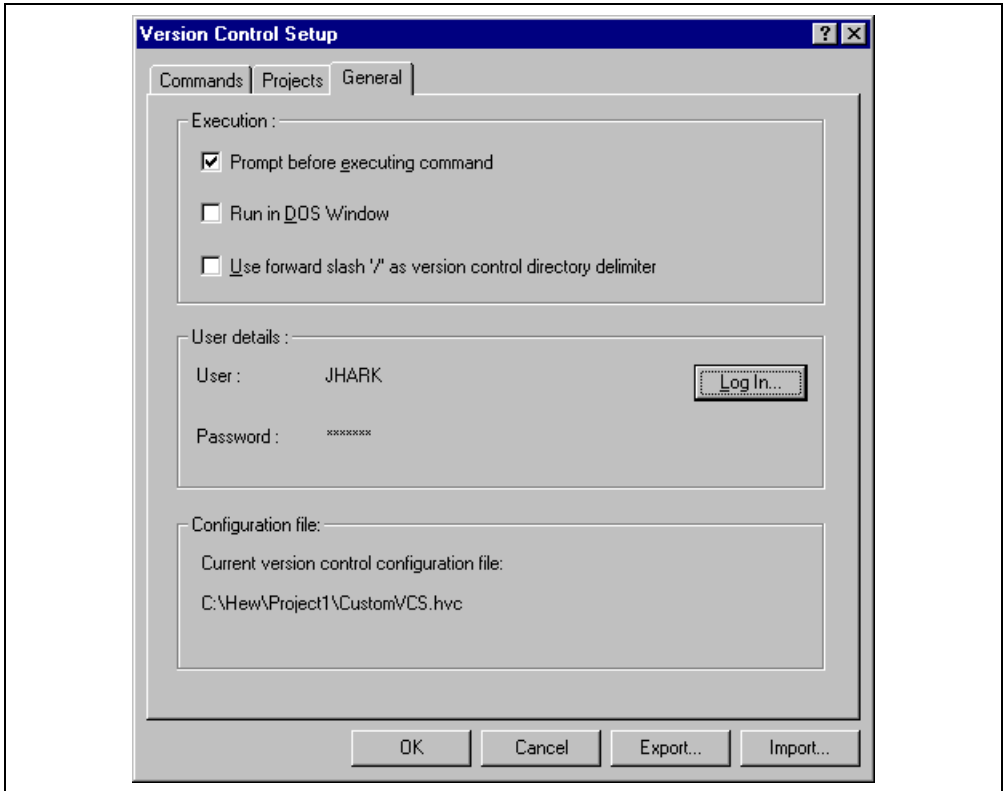 Version Control Setup
Commands Projects General
Execution :
Prompt before executing command
Run in DOS Window
Use forward slash '/' as version control directory delimiter
User details :
User : JHARK Log In...
Password : *******
Configuration file:
Current version control configuration file:
C:\Hew\Project1\CustomVCS.hvc
OK Cancel Export... Import...